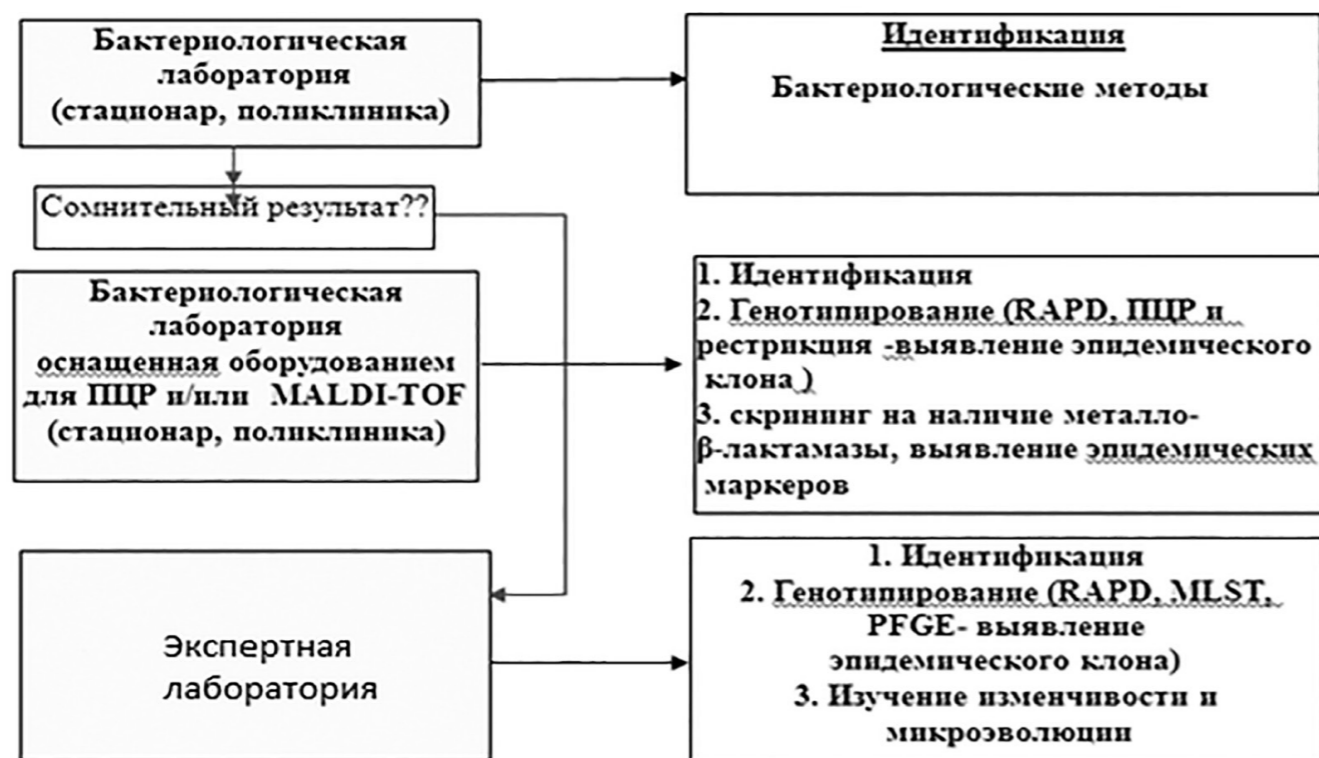 Бактериологическая
лаборатория
(стационар, поликлиника)
Идентификация
Бактериологические методы
Сомнительный результат??
Бактериологическая
лаборатория
оснащенная оборудованием
для ПЦР и/или MALDI-TOF
(стационар, поликлиника)
1. Идентификация
2. Генотипирование (RAPD, ПЦР и
рестрикция -выявление эпидемического
клона )
3. скрининг на наличие металло-
β-лактамазы, выявление эпидемических
маркеров
Экспертная
лаборатория
1. Идентификация
2. Генотипирование (RAPD, MLST,
PFGE- выявление
эпидемического клона)
3. Изучение изменчивости и
микроэволюции